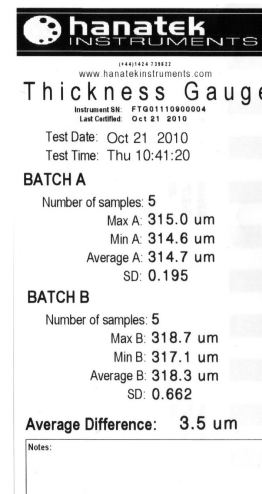 hanatek
INSTRUMENTS
(+44)1424 739822
www.hanatekinstruments.com
Thickness Gauge
Instrument SN: FTG01110900004
Last Certified: Oct 21 2010
Test Date: Oct 21 2010
Test Time: Thu 10:41:20
BATCH A
Number of samples: 5
Max A: 315.0 um
Min A: 314.6 um
Average A: 314.7 um
SD: 0.195
BATCH B
Number of samples: 5
Max B: 318.7 um
Min B: 317.1 um
Average B: 318.3 um
SD: 0.662
Average Difference: 3.5 um
Notes: